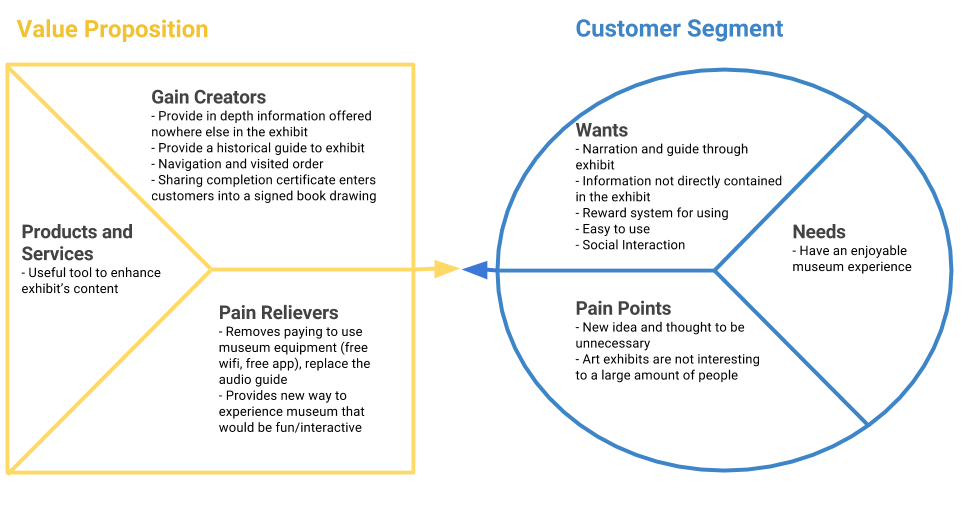 Value Proposition
Gain Creators
- Provide in depth information offered
nowhere else in the exhibit
- Provide a historical guide to exhibit
- Navigation and visited order
- Sharing completion certificate enters
customers into a signed book drawing
Products and
Services
- Useful tool to enhance
exhibit's content
Pain Relievers
- Removes paying to use
museum equipment (free
wifi, free app), replace the
audio guide
- Provides new way to
experience museum that
would be fun/interactive
Customer Segment
Wants
- Narration and guide through
exhibit
- Information not directly contained
in the exhibit
- Reward system for using
- Easy to use
- Social Interaction
Needs
- Have an enjoyable
museum experience
Pain Points
- New idea and thought to be
unnecessary
- Art exhibits are not interesting
to a large amount of people